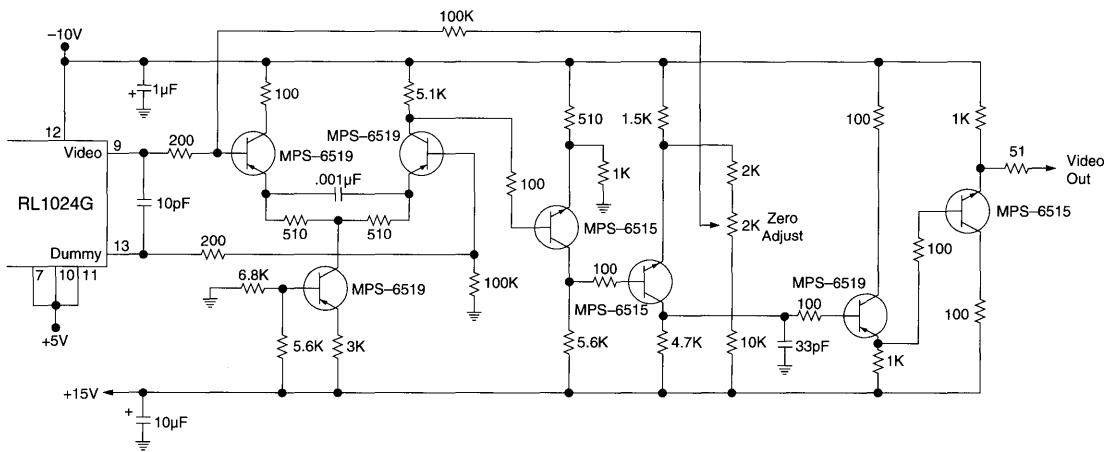 100K
−10V
+ 1µF
100
5.1K
510
1.5K
100
1K
12
9
Video
200
MPS–6519
MPS–6519
.001µF
100
1K
2K
51
Video
Out
RL1024G
10pF
510
510
MPS–6515
2K
Zero
Adjust
MPS–6515
Dummy
13
200
100
100
7
10
11
6.8K
MPS–6519
100K
MPS–6515
MPS–6519
100
100
+5V
5.6K
3K
5.6K
4.7K
10K
33pF
1K
+15V
+ 10µF